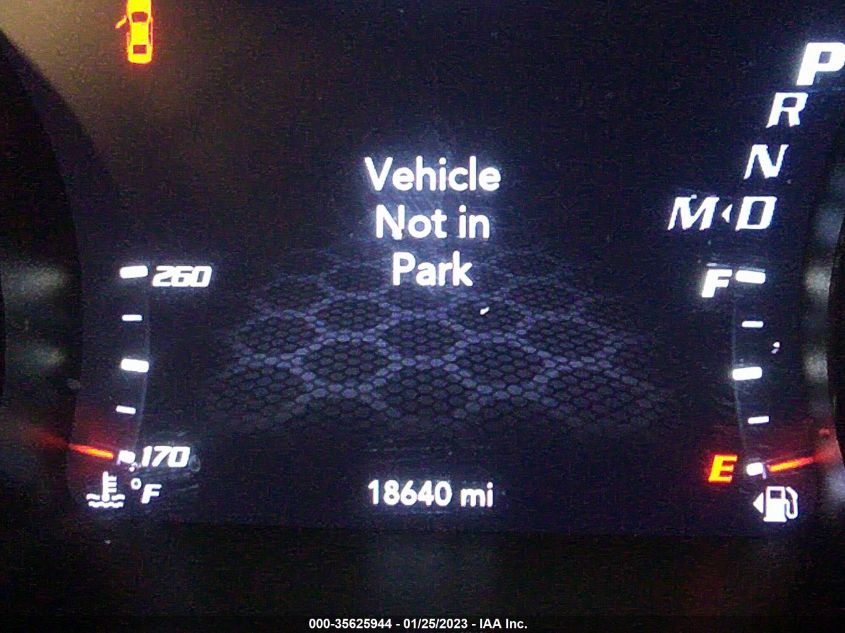 P
R
N
M D
Vehicle
Not in
Park
260
F
170
E
°F
18640 mi
000-35625944 - 01/25/2023 - IAA Inc.